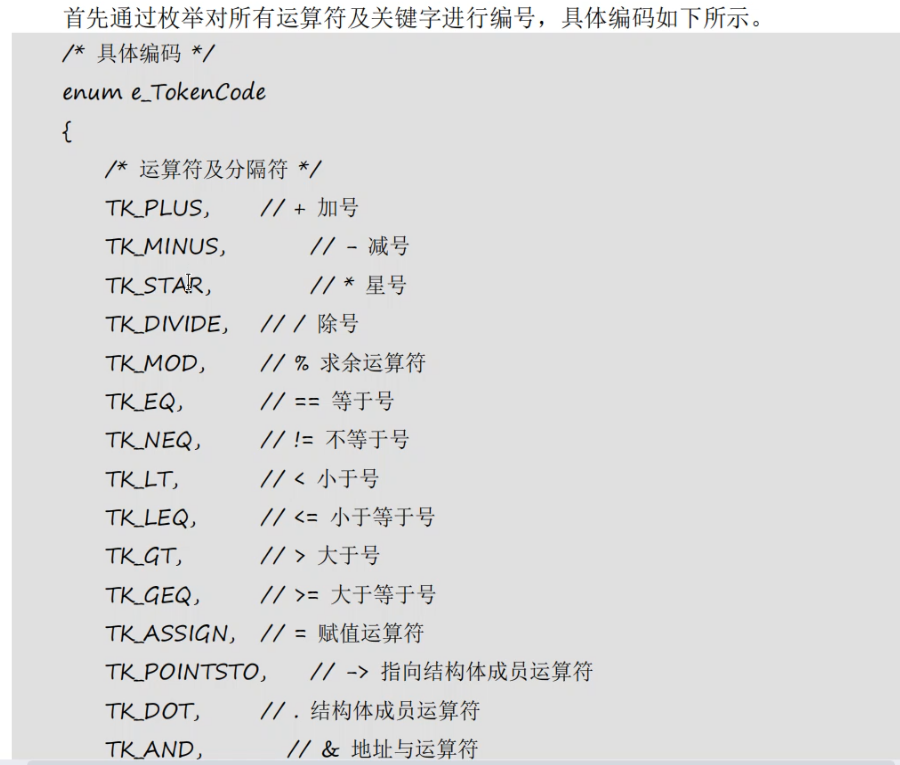 首先通过枚举对所有运算符及关键字进行编号，具体编码如下所示。
/* 具体编码 */
enum e_TokenCode
{
/* 运算符及分隔符 */
TK_PLUS, // + 加号
TK_MINUS, // - 减号
TK_STAR, // * 星号
TK_DIVIDE, // / 除号
TK_MOD, // % 求余运算符
TK_EQ, // == 等于号
TK_NEQ, // != 不等于号
TK_LT, // < 小于号
TK_LEQ, // <= 小于等于号
TK_GT, // > 大于号
TK_GEQ, // >= 大于等于号
TK_ASSIGN, // = 赋值运算符
TK_POINTSTO, // -> 指向结构体成员运算符
TK_DOT, // . 结构体成员运算符
TK_AND, // & 地址与运算符